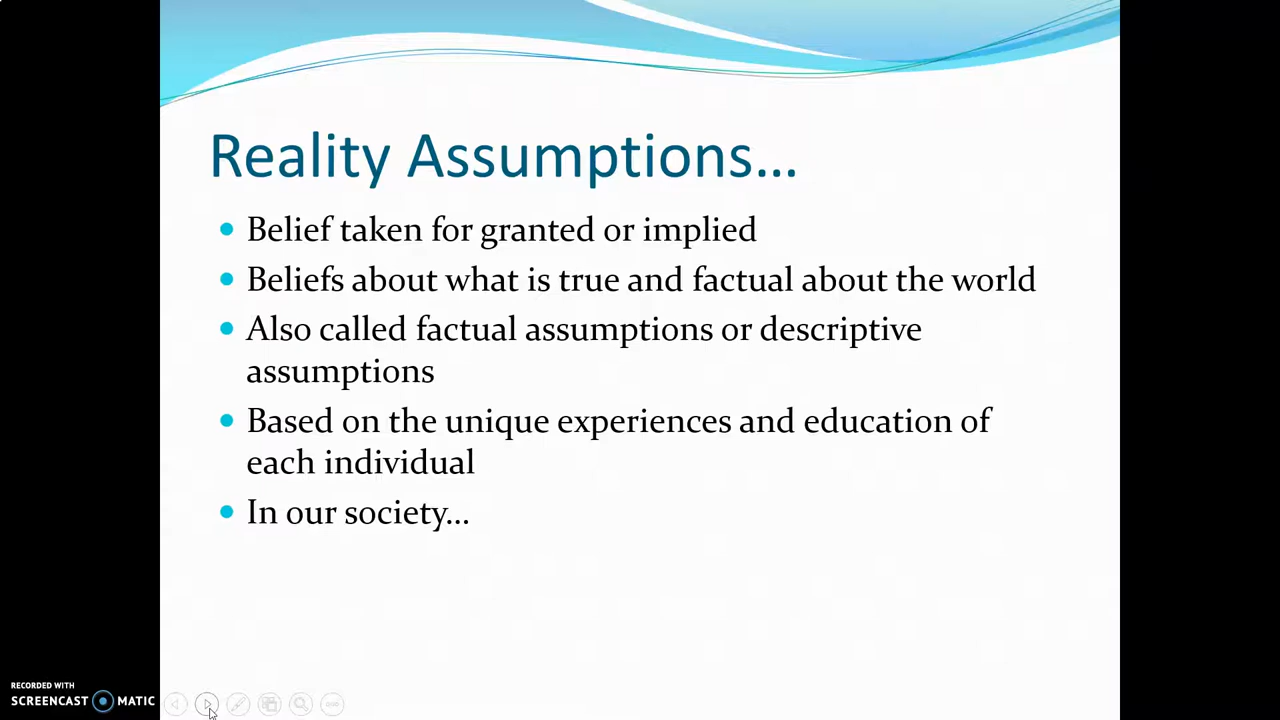 Reality Assumptions...
Belief taken for granted or implied
Beliefs about what is true and factual about the world
Also called factual assumptions or descriptive
assumptions
Based on the unique experiences and education of
each individual
In our society...
RECORDED WITH
SCREENCAST MATIC